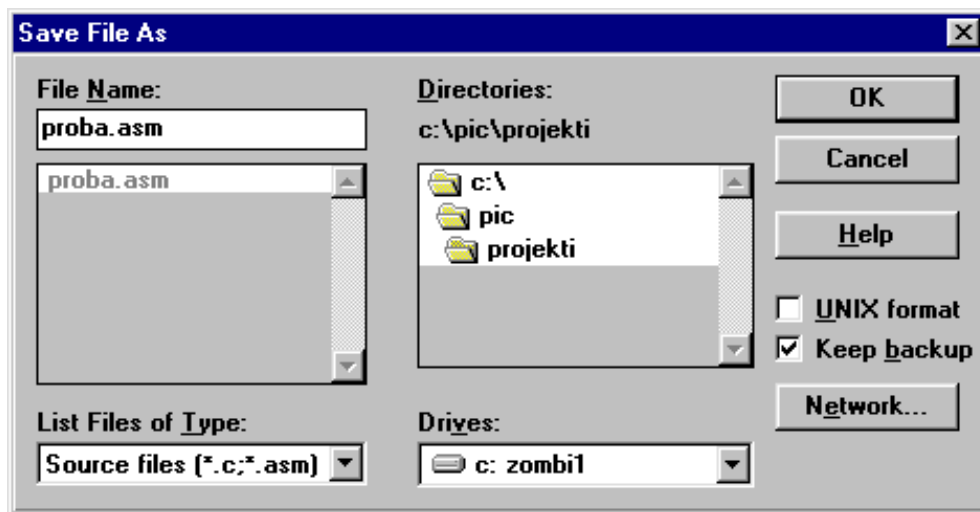 Save File As
File Name:
proba.asm
proba.asm
List Files of Type:
Source files (*.c;*.asm)
Directories:
c:\pic\projekti
c:\
pic
projekti
Drives:
c: zombi1
OK
Cancel
Help
UNIX format
Keep backup
Network...